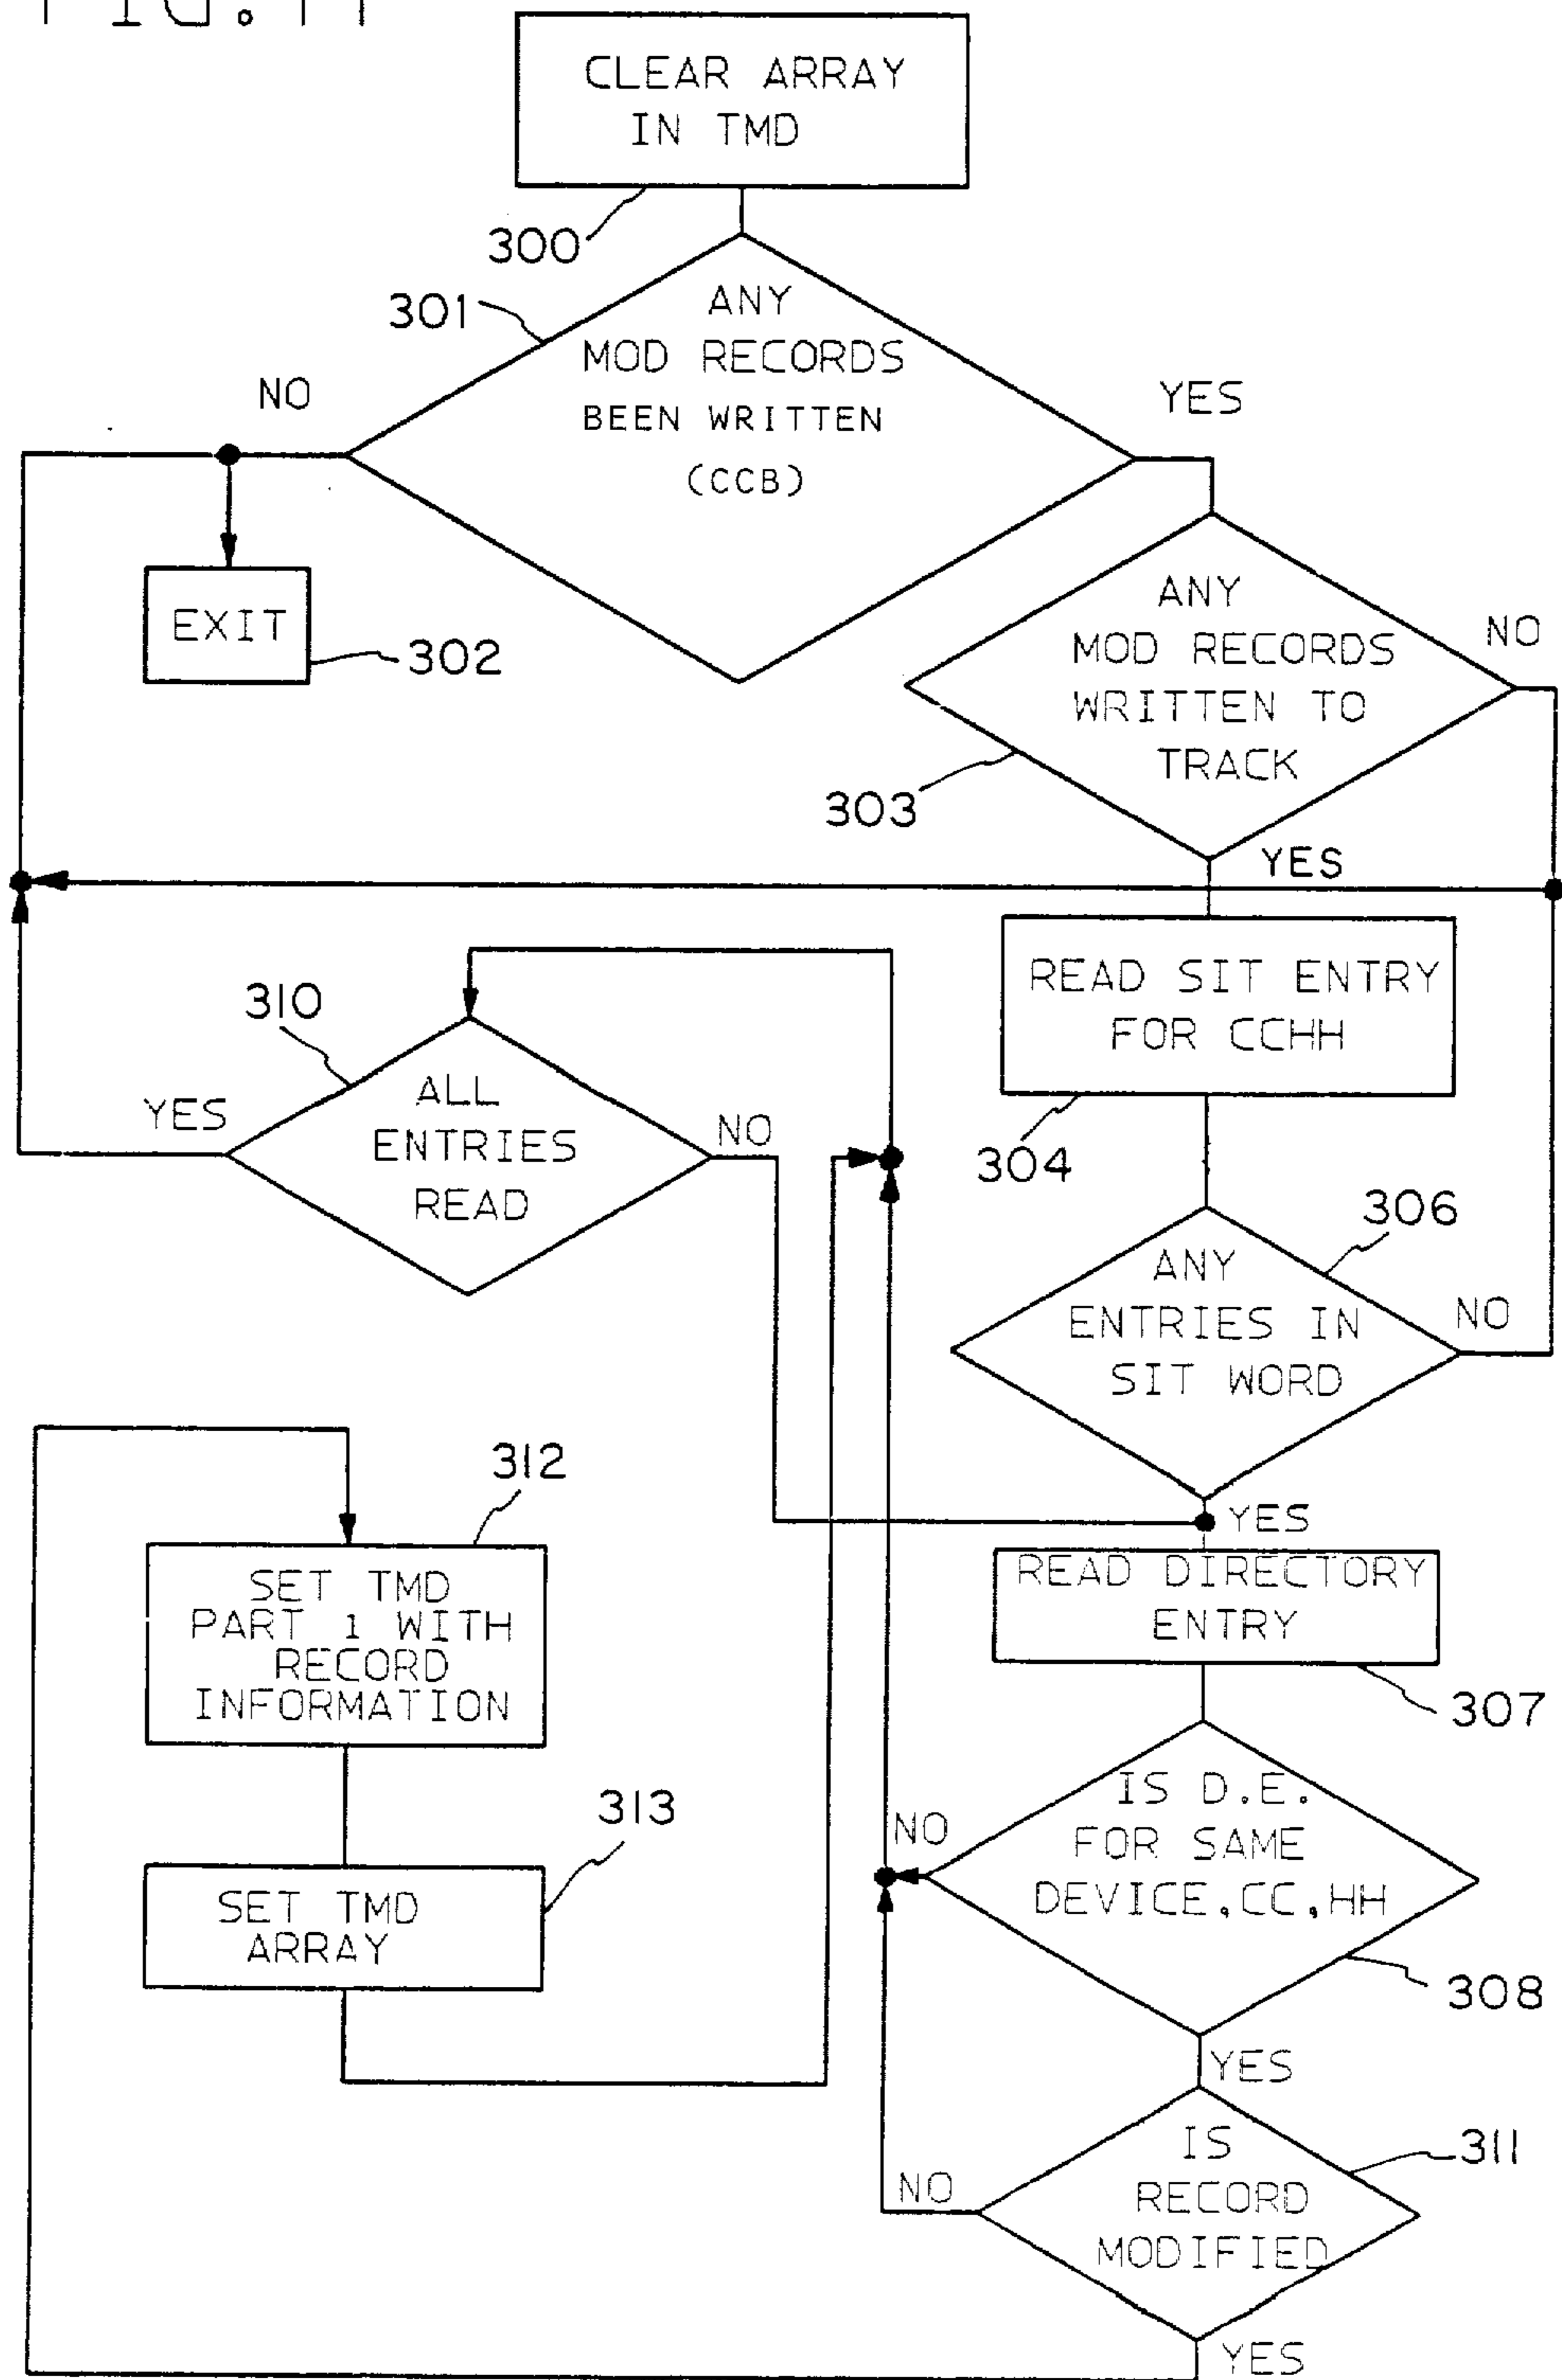 FIG. 11
CLEAR ARRAY
IN TMD
300
301
ANY
MOD RECORDS
BEEN WRITTEN
(CCB)
NO
YES
EXIT
302
ANY
MOD RECORDS
WRITTEN TO
TRACK
NO
303
YES
READ SIT ENTRY
FOR CCHH
304
310
ALL
ENTRIES
READ
YES
NO
306
ANY
ENTRIES IN
SIT WORD
NO
YES
312
SET TMD
PART 1 WITH
RECORD
INFORMATION
READ DIRECTORY
ENTRY
307
313
SET TMD
ARRAY
IS D.E.
FOR SAME
DEVICE,CC,HH
NO
308
YES
IS
RECORD
MODIFIED
311
NO
YES